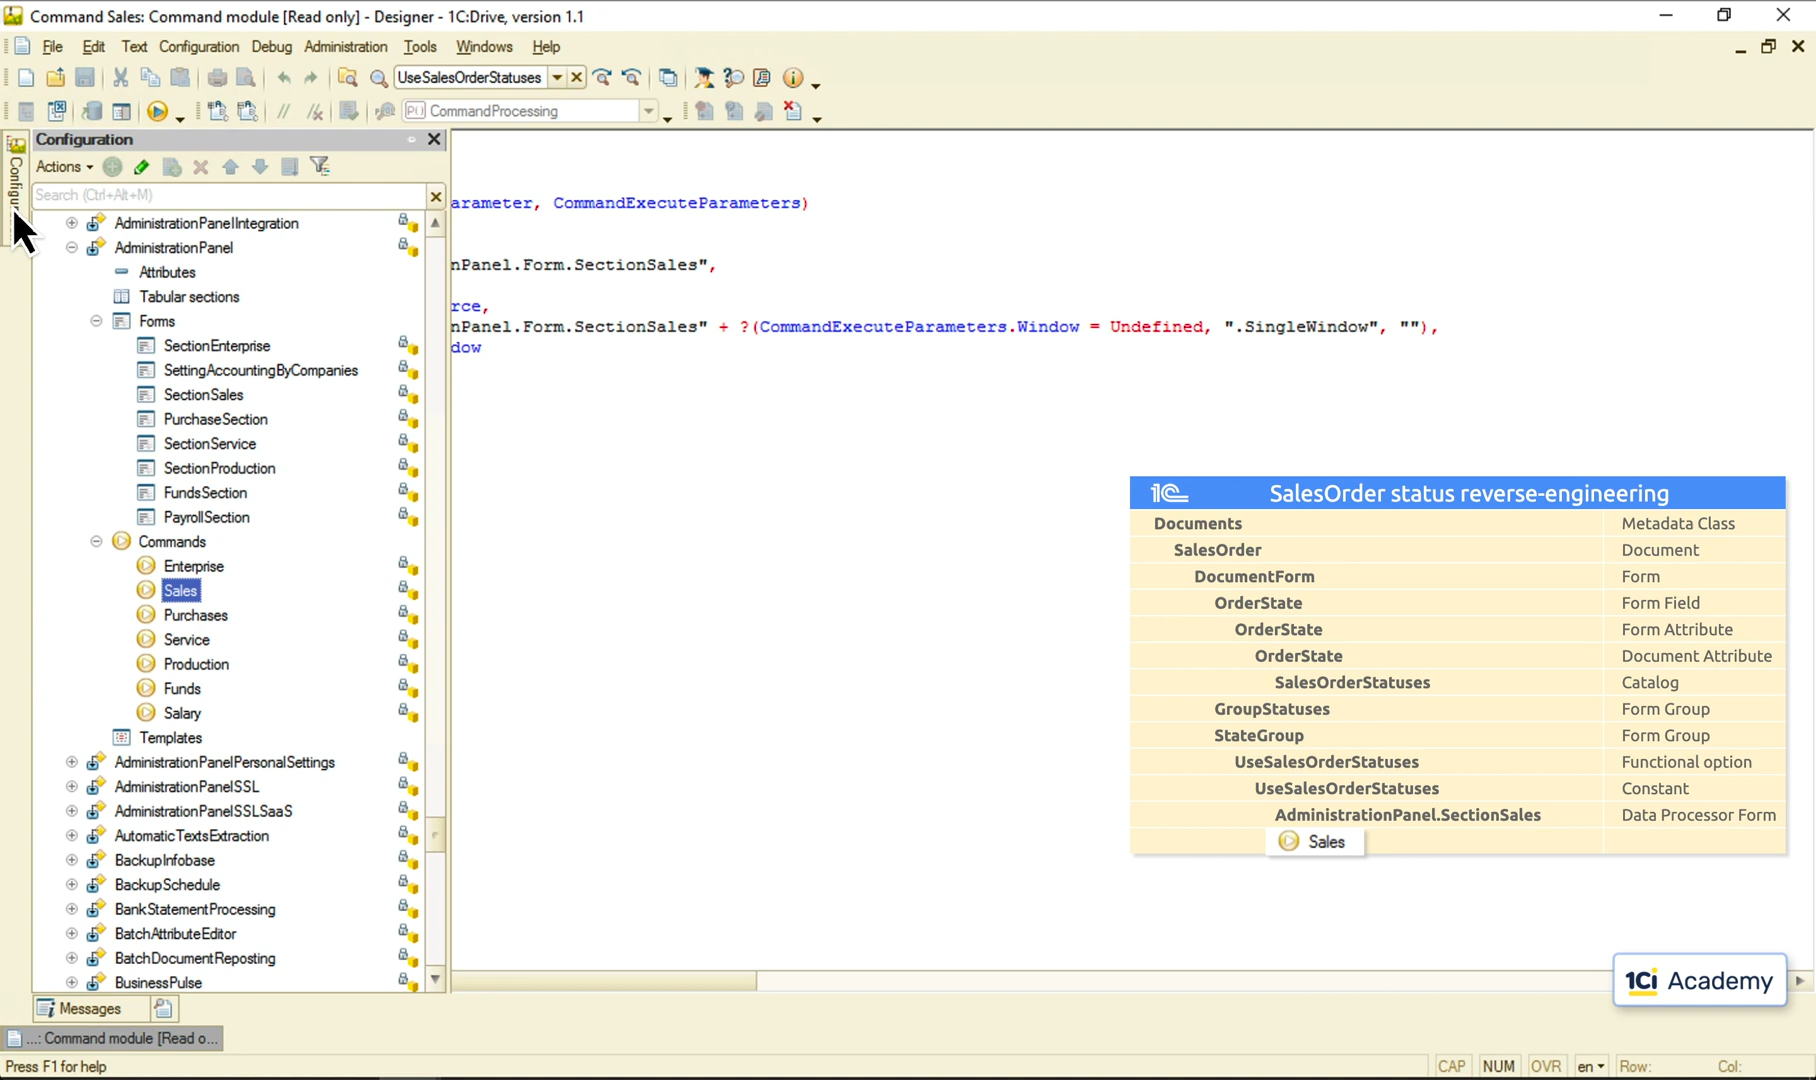 Command Sales: Command module [Read only] - Designer - 1C:Drive, version 1.1
File Edit Text Configuration Debug Administration Tools Windows Help
UseSalesOrderStatuses
CommandProcessing
Configuration
Actions
Search (Ctrl+Alt+M)
AdministrationPanelIntegration
AdministrationPanel
Attributes
Tabular sections
Forms
SectionEnterprise
SettingAccountingByCompanies
SectionSales
PurchaseSection
SectionService
SectionProduction
FundsSection
PayrollSection
Commands
Enterprise
Sales
Purchases
Service
Production
Funds
Salary
Templates
AdministrationPanelPersonalSettings
AdministrationPanelSSL
AdministrationPanelSSLSaaS
AutomaticTextsExtraction
BackupInfobase
BackupSchedule
BankStatementProcessing
BatchAttributeEditor
BatchDocumentReporting
BusinessPulse
arameter, CommandExecuteParameters)
nPanel.Form.SectionSales",
rce,
nPanel.Form.SectionSales" + ?(CommandExecuteParameters.Window = Undefined, ".SingleWindow", ""),
dow
1C SalesOrder status reverse-engineering
Documents Metadata Class
SalesOrder Document
DocumentForm Form
OrderState Form Field
OrderState Form Attribute
OrderState Document Attribute
SalesOrderStatuses Catalog
GroupStatuses Form Group
StateGroup Form Group
UseSalesOrderStatuses Functional option
UseSalesOrderStatuses Constant
AdministrationPanel.SectionSales Data Processor Form
Sales
1Ci Academy
Messages
...: Command module [Read o...
Press F1 for help
CAP NUM OVR en Row: Col: